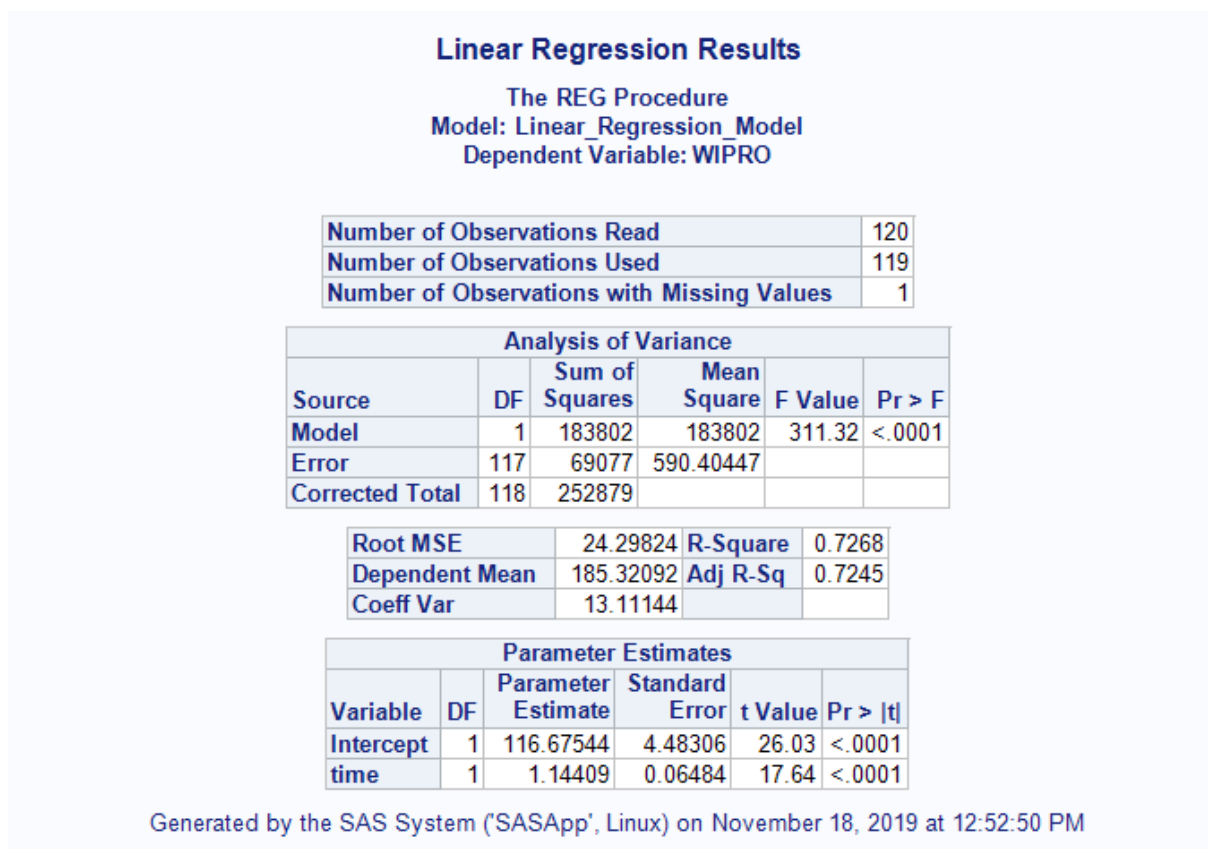 Linear Regression Results
The REG Procedure
Model: Linear_Regression_Model
Dependent Variable: WIPRO
Number of Observations Read 120
Number of Observations Used 119
Number of Observations with Missing Values 1
Analysis of Variance
Source DF Sum of Squares Mean Square F Value Pr > F
Model 1 183802 183802 311.32 <.0001
Error 117 69077 590.40447
Corrected Total 118 252879
Root MSE 24.29824 R-Square 0.7268
Dependent Mean 185.32092 Adj R-Sq 0.7245
Coeff Var 13.11144
Parameter Estimates
Variable DF Parameter Estimate Standard Error t Value Pr > |t|
Intercept 1 116.67544 4.48306 26.03 <.0001
time 1 1.14409 0.06484 17.64 <.0001
Generated by the SAS System ('SASApp', Linux) on November 18, 2019 at 12:52:50 PM